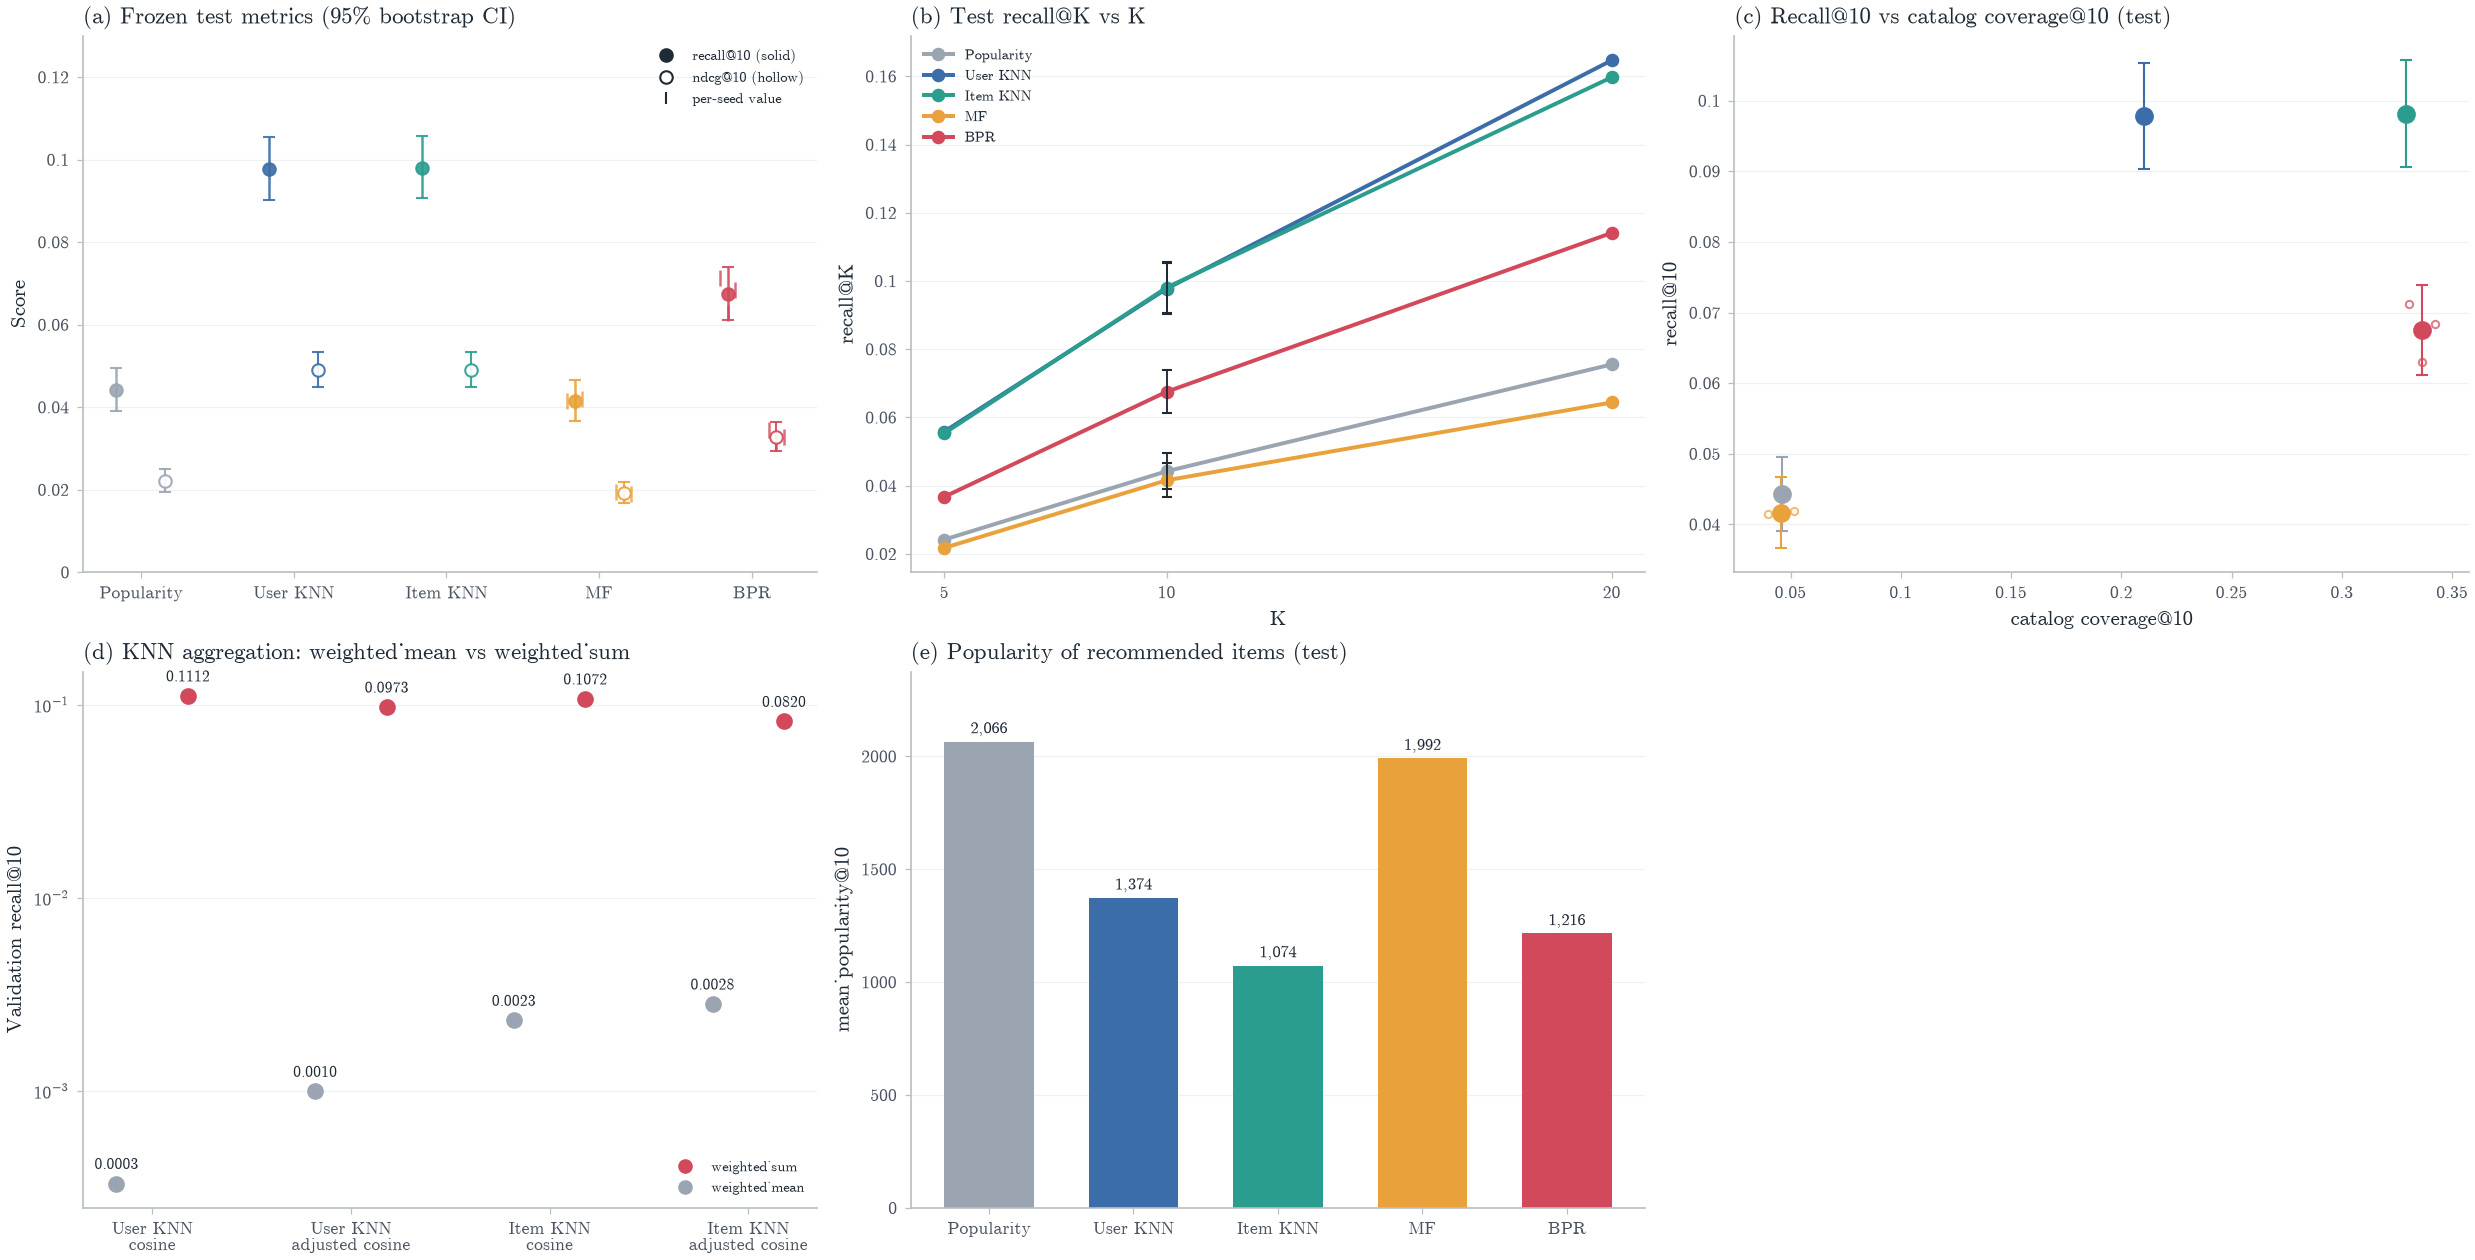 (a) Frozen test metrics (95% bootstrap CI)
recall@10 (solid)
ndcg@10 (hollow)
per-seed value
Score
0.12
0.1
0.08
0.06
0.04
0.02
0
Popularity
User KNN
Item KNN
MF
BPR
(b) Test recall@K vs K
Popularity
User KNN
Item KNN
MF
BPR
recall@K
0.16
0.14
0.12
0.1
0.08
0.06
0.04
0.02
5
10
20
K
(c) Recall@10 vs catalog coverage@10 (test)
recall@10
0.1
0.09
0.08
0.07
0.06
0.05
0.04
0.05
0.1
0.15
0.2
0.25
0.3
0.35
catalog coverage@10
(d) KNN aggregation: weighted˙mean vs weighted˙sum
Validation recall@10
10⁻¹
10⁻²
10⁻³
0.1112
0.0973
0.1072
0.0820
0.0003
0.0010
0.0023
0.0028
weighted˙sum
weighted˙mean
User KNN
cosine
User KNN
adjusted cosine
Item KNN
cosine
Item KNN
adjusted cosine
(e) Popularity of recommended items (test)
mean˙popularity@10
2000
1500
1000
500
0
2,066
1,374
1,074
1,992
1,216
Popularity
User KNN
Item KNN
MF
BPR